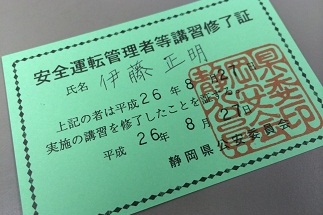 安全運転管理者等講習修了証
氏名 伊藤 正明
上記の者は平成26年8月27日
実施の講習を修了したことを証する。
平成 26年 8月 27日
静岡県公安委員会